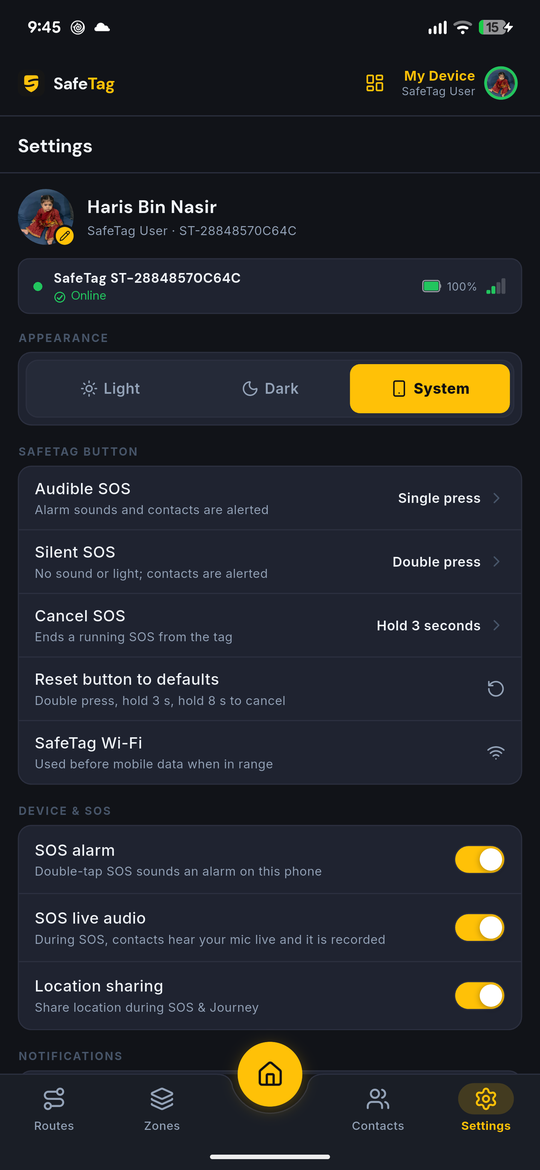 9:45
15
SafeTag
My Device
SafeTag User
Settings
Haris Bin Nasir
SafeTag User · ST-28848570C64C
SafeTag ST-28848570C64C
Online
100%
APPEARANCE
Light
Dark
System
SAFETAG BUTTON
Audible SOS
Single press
Alarm sounds and contacts are alerted
Silent SOS
Double press
No sound or light; contacts are alerted
Cancel SOS
Hold 3 seconds
Ends a running SOS from the tag
Reset button to defaults
Double press, hold 3 s, hold 8 s to cancel
SafeTag Wi-Fi
Used before mobile data when in range
DEVICE & SOS
SOS alarm
Double-tap SOS sounds an alarm on this phone
SOS live audio
During SOS, contacts hear your mic live and it is recorded
Location sharing
Share location during SOS & Journey
NOTIFICATIONS
Routes
Zones
Contacts
Settings